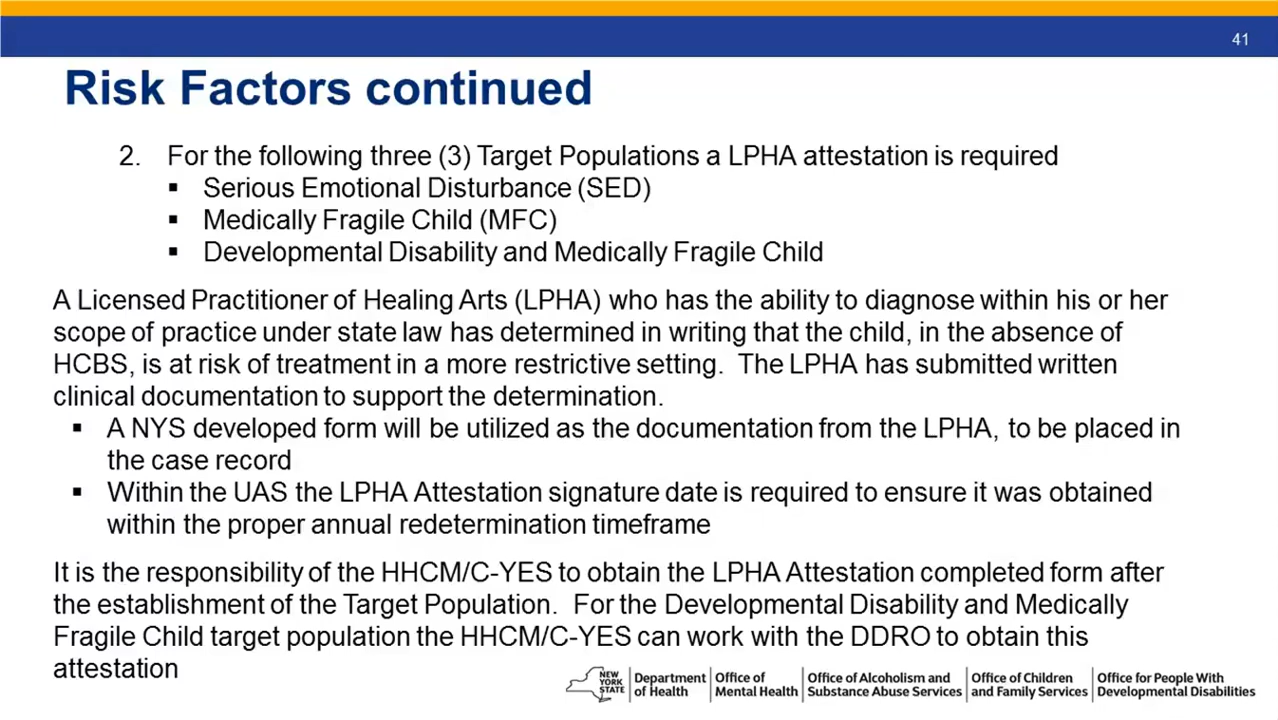 41
Risk Factors continued
2. For the following three (3) Target Populations a LPHA attestation is required
▪ Serious Emotional Disturbance (SED)
▪ Medically Fragile Child (MFC)
▪ Developmental Disability and Medically Fragile Child
A Licensed Practitioner of Healing Arts (LPHA) who has the ability to diagnose within his or her
scope of practice under state law has determined in writing that the child, in the absence of
HCBS, is at risk of treatment in a more restrictive setting. The LPHA has submitted written
clinical documentation to support the determination.
▪ A NYS developed form will be utilized as the documentation from the LPHA, to be placed in
the case record
▪ Within the UAS the LPHA Attestation signature date is required to ensure it was obtained
within the proper annual redetermination timeframe
It is the responsibility of the HHCM/C-YES to obtain the LPHA Attestation completed form after
the establishment of the Target Population. For the Developmental Disability and Medically
Fragile Child target population the HHCM/C-YES can work with the DDRO to obtain this
attestation
NEW
YORK
STATE
Department
of Health
Office of
Mental Health
Office of Alcoholism and
Substance Abuse Services
Office of Children
and Family Services
Office for People With
Developmental Disabilities